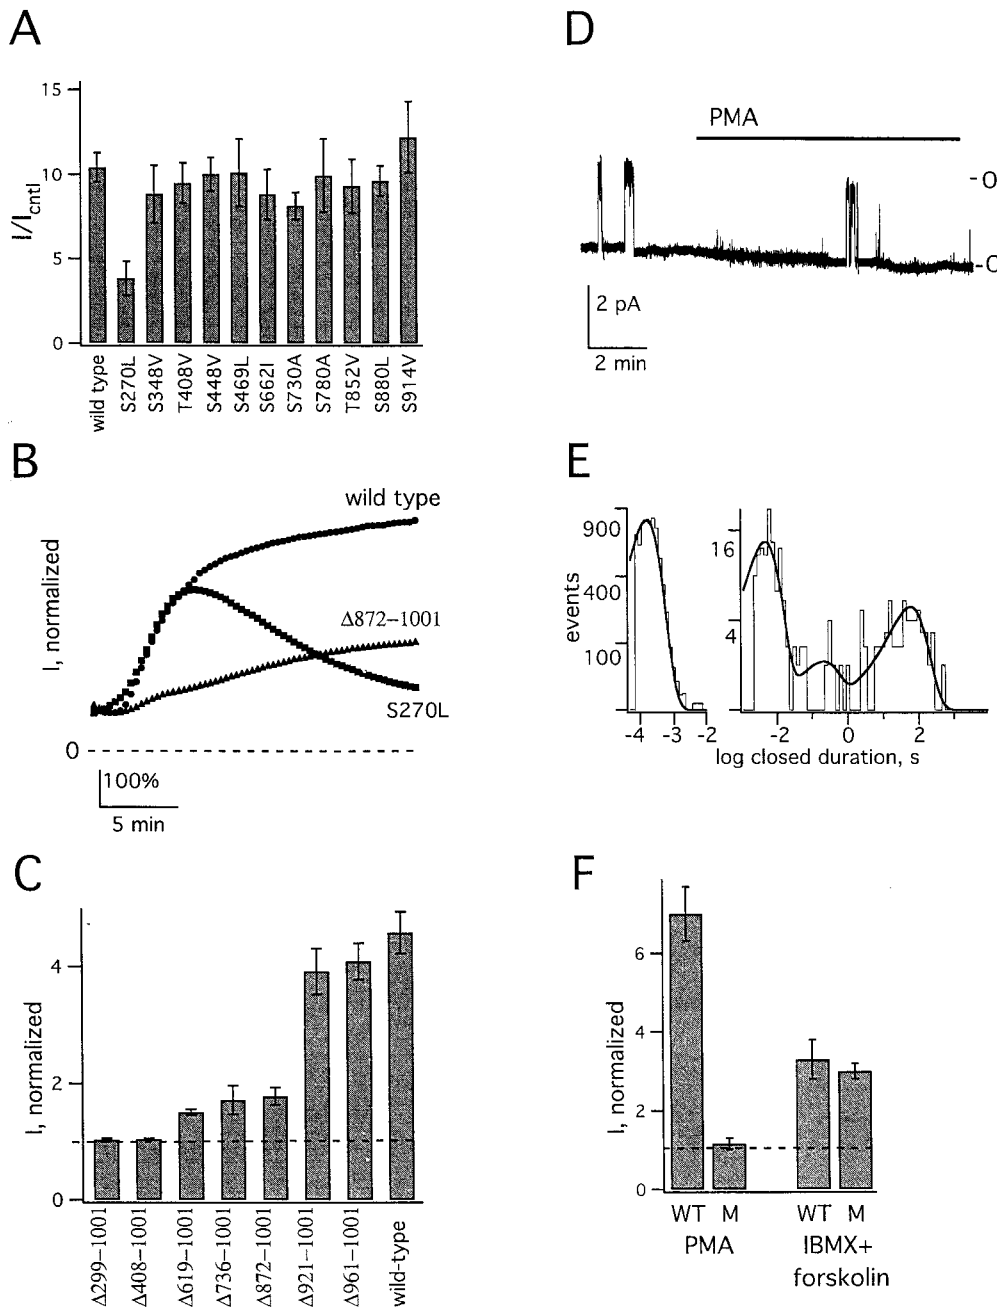 A
15
10
5
0
I/Icntl
wild type
S270L
S348V
T408V
S448V
S469L
S662I
S730A
S780A
T852V
S880L
S914V
B
I, normalized
wild type
Δ872–1001
S270L
0
100%
5 min
C
I, normalized
4
2
0
Δ299–1001
Δ408–1001
Δ619–1001
Δ736–1001
Δ872–1001
Δ921–1001
Δ961–1001
wild-type
D
PMA
-O
-C
2 pA
2 min
E
events
900
400
100
16
4
-4 -3 -2
-2 0 2
log closed duration, s
F
I, normalized
6
4
2
0
WT M WT M
PMA IBMX+
forskolin